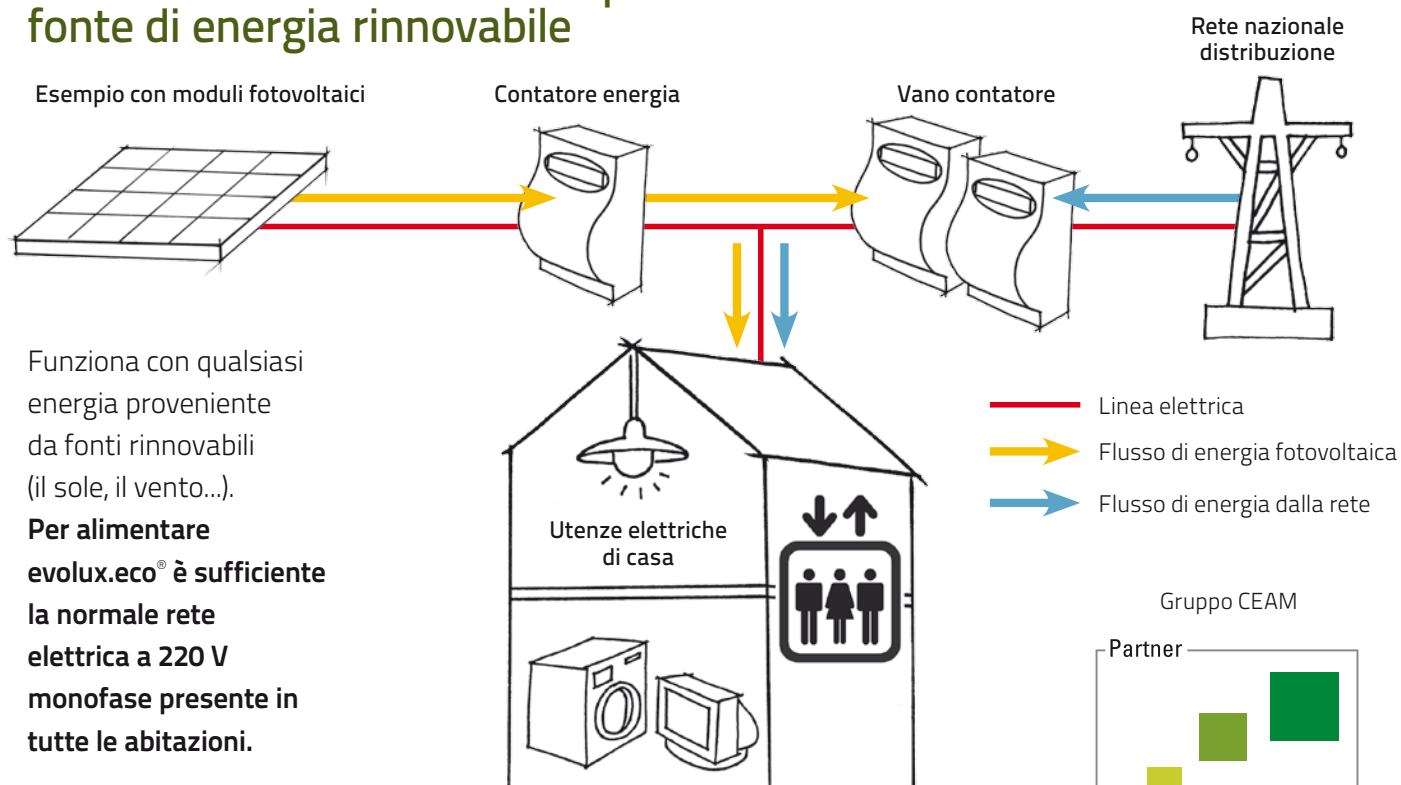 fonte di energia rinnovabile
Rete nazionale
distribuzione
Esempio con moduli fotovoltaici
Contatore energia
Vano contatore
Funziona con qualsiasi
energia proveniente
da fonti rinnovabili
(il sole, il vento...).
Per alimentare
evolux.eco® è sufficiente
la normale rete
elettrica a 220 V
monofase presente in
tutte le abitazioni.
Utenze elettriche
di casa
Linea elettrica
Flusso di energia fotovoltaica
Flusso di energia dalla rete
Gruppo CEAM
Partner